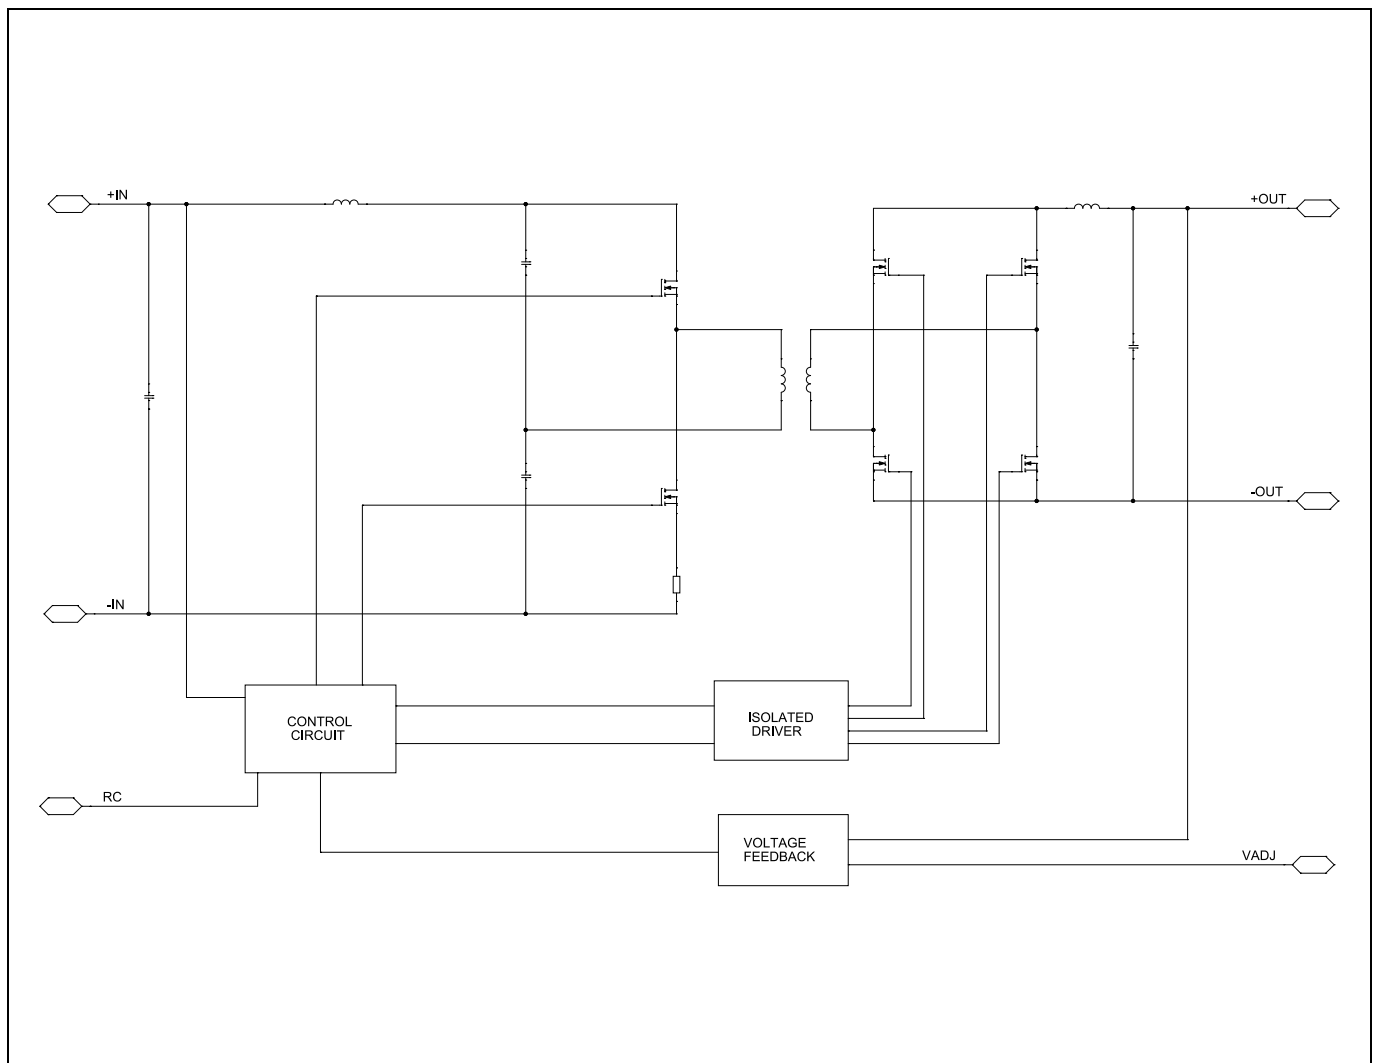 +IN
+OUT
-OUT
-IN
CONTROL
CIRCUIT
ISOLATED
DRIVER
RC
VOLTAGE
FEEDBACK
VADJ